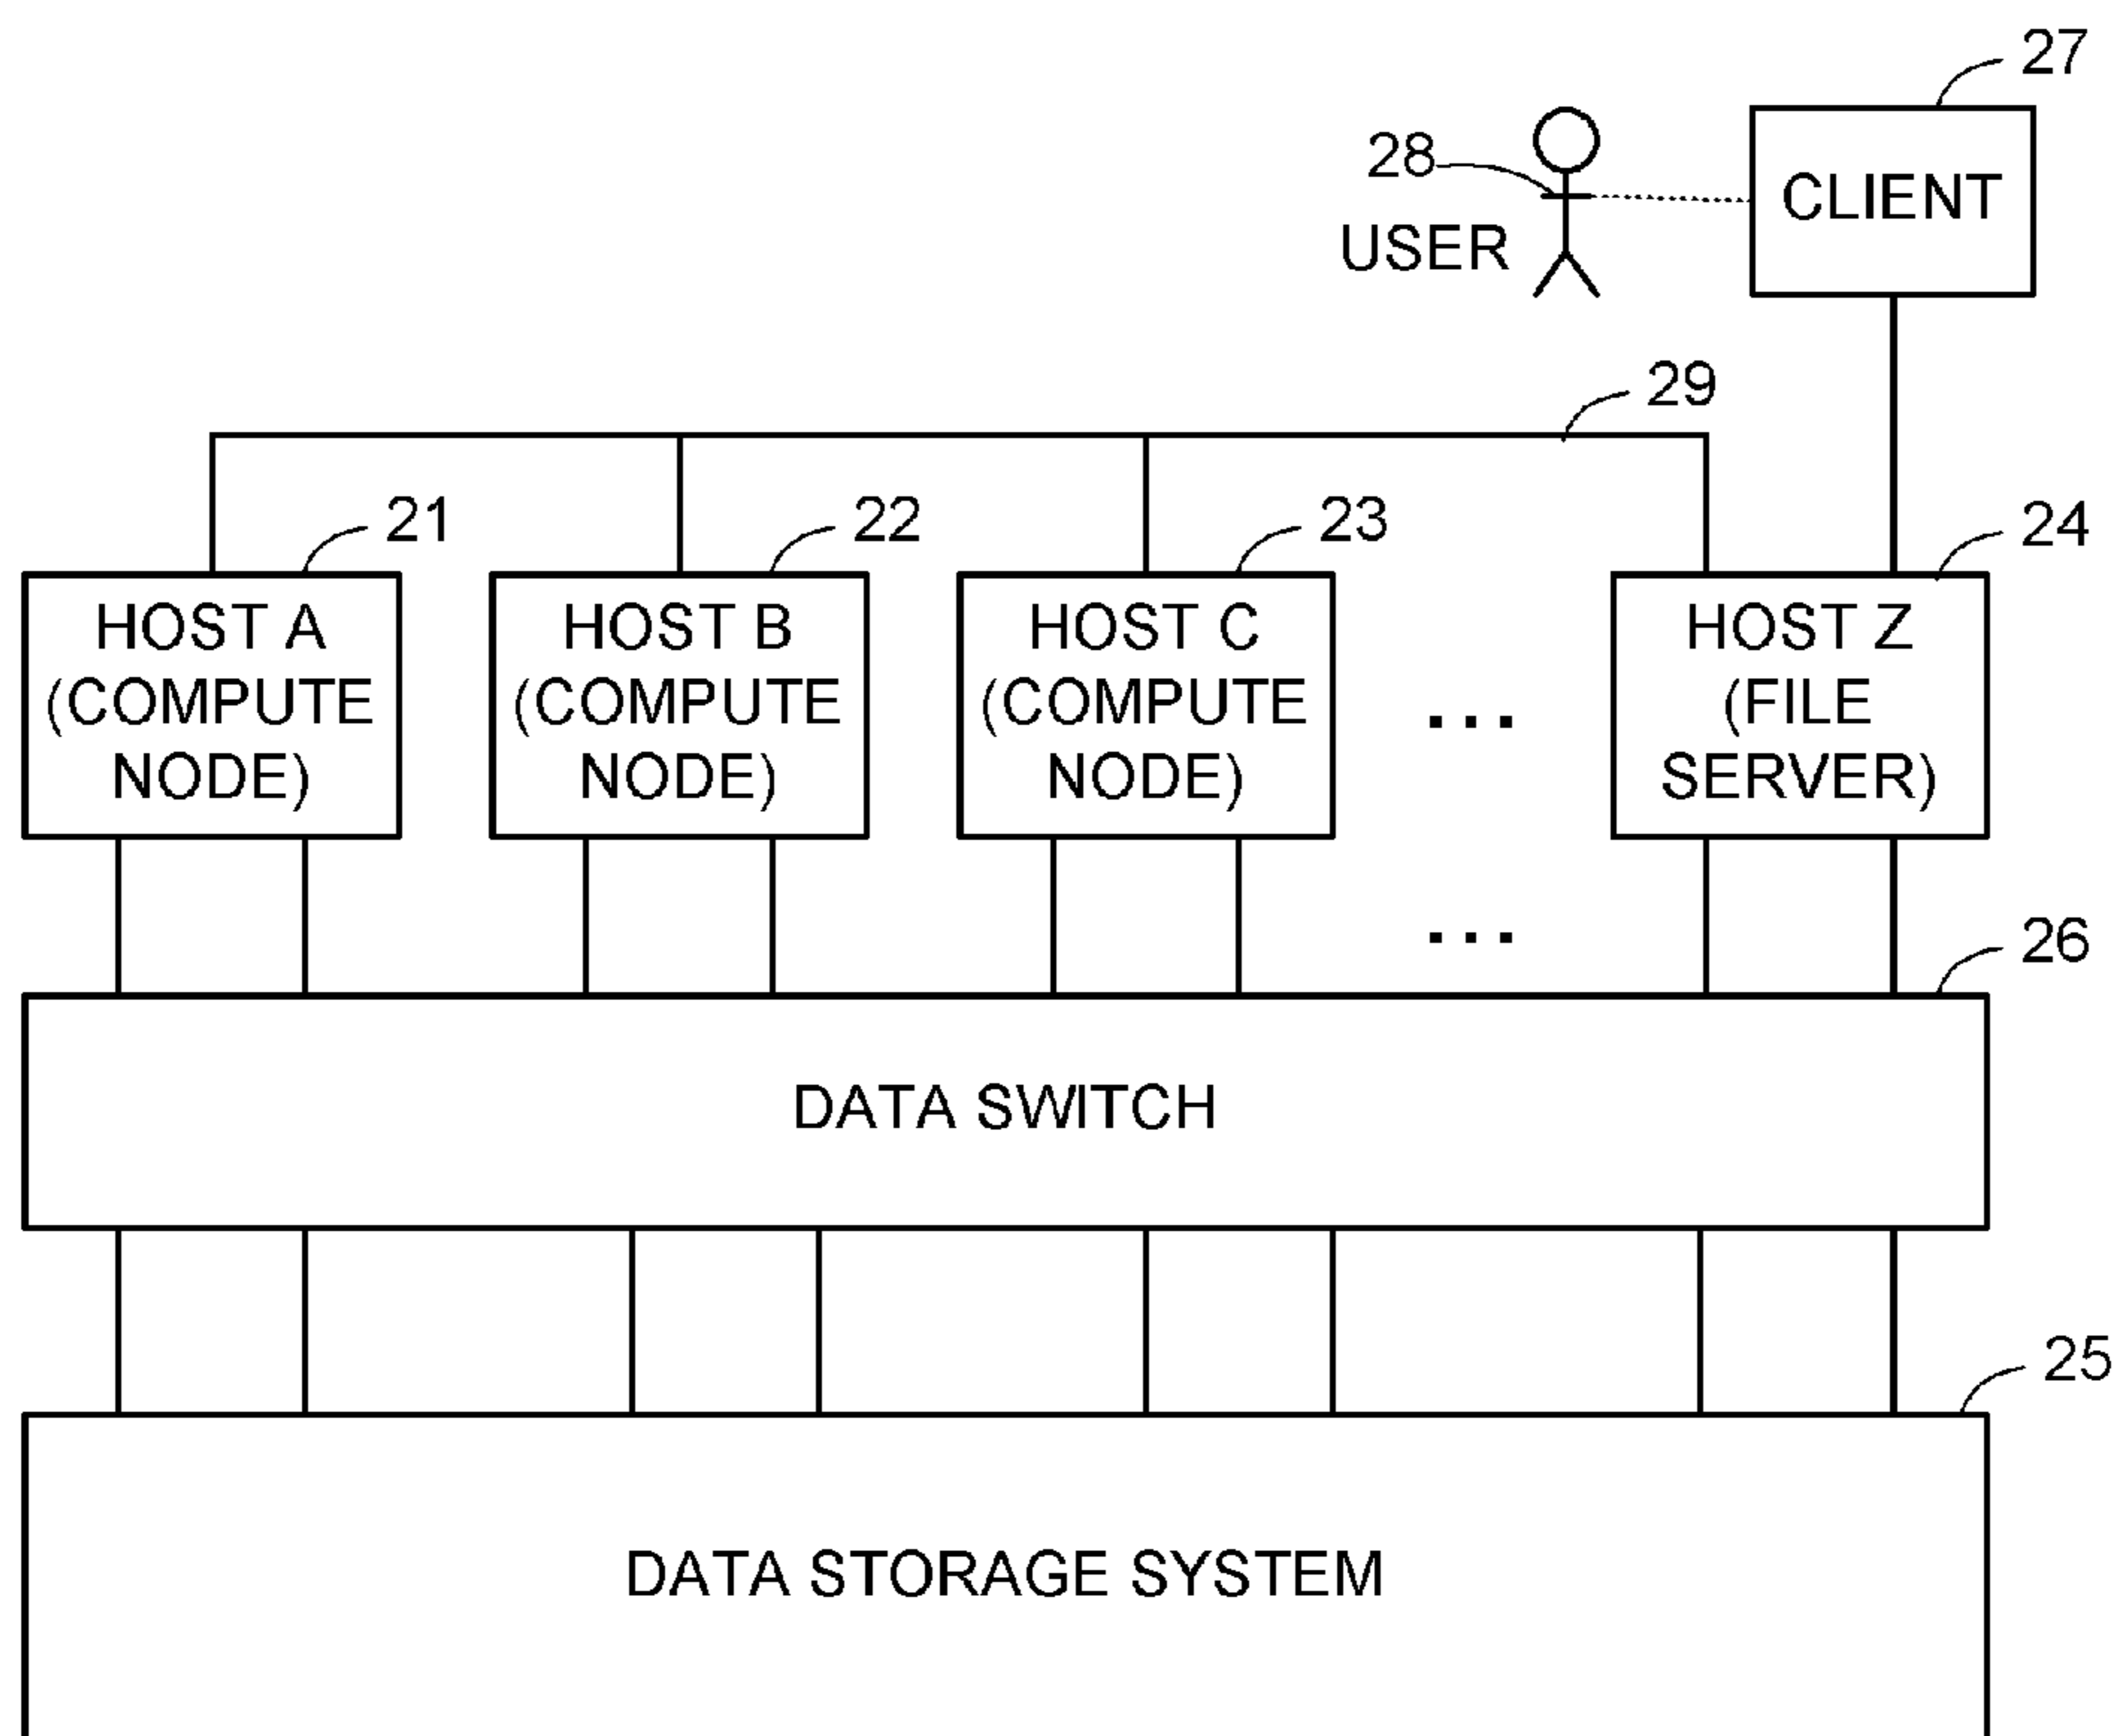 27
28
CLIENT
USER
29
21
22
23
24
HOST A
(COMPUTE
NODE)
HOST B
(COMPUTE
NODE)
HOST C
(COMPUTE
NODE)
...
HOST Z
(FILE
SERVER)
...
26
DATA SWITCH
25
DATA STORAGE SYSTEM